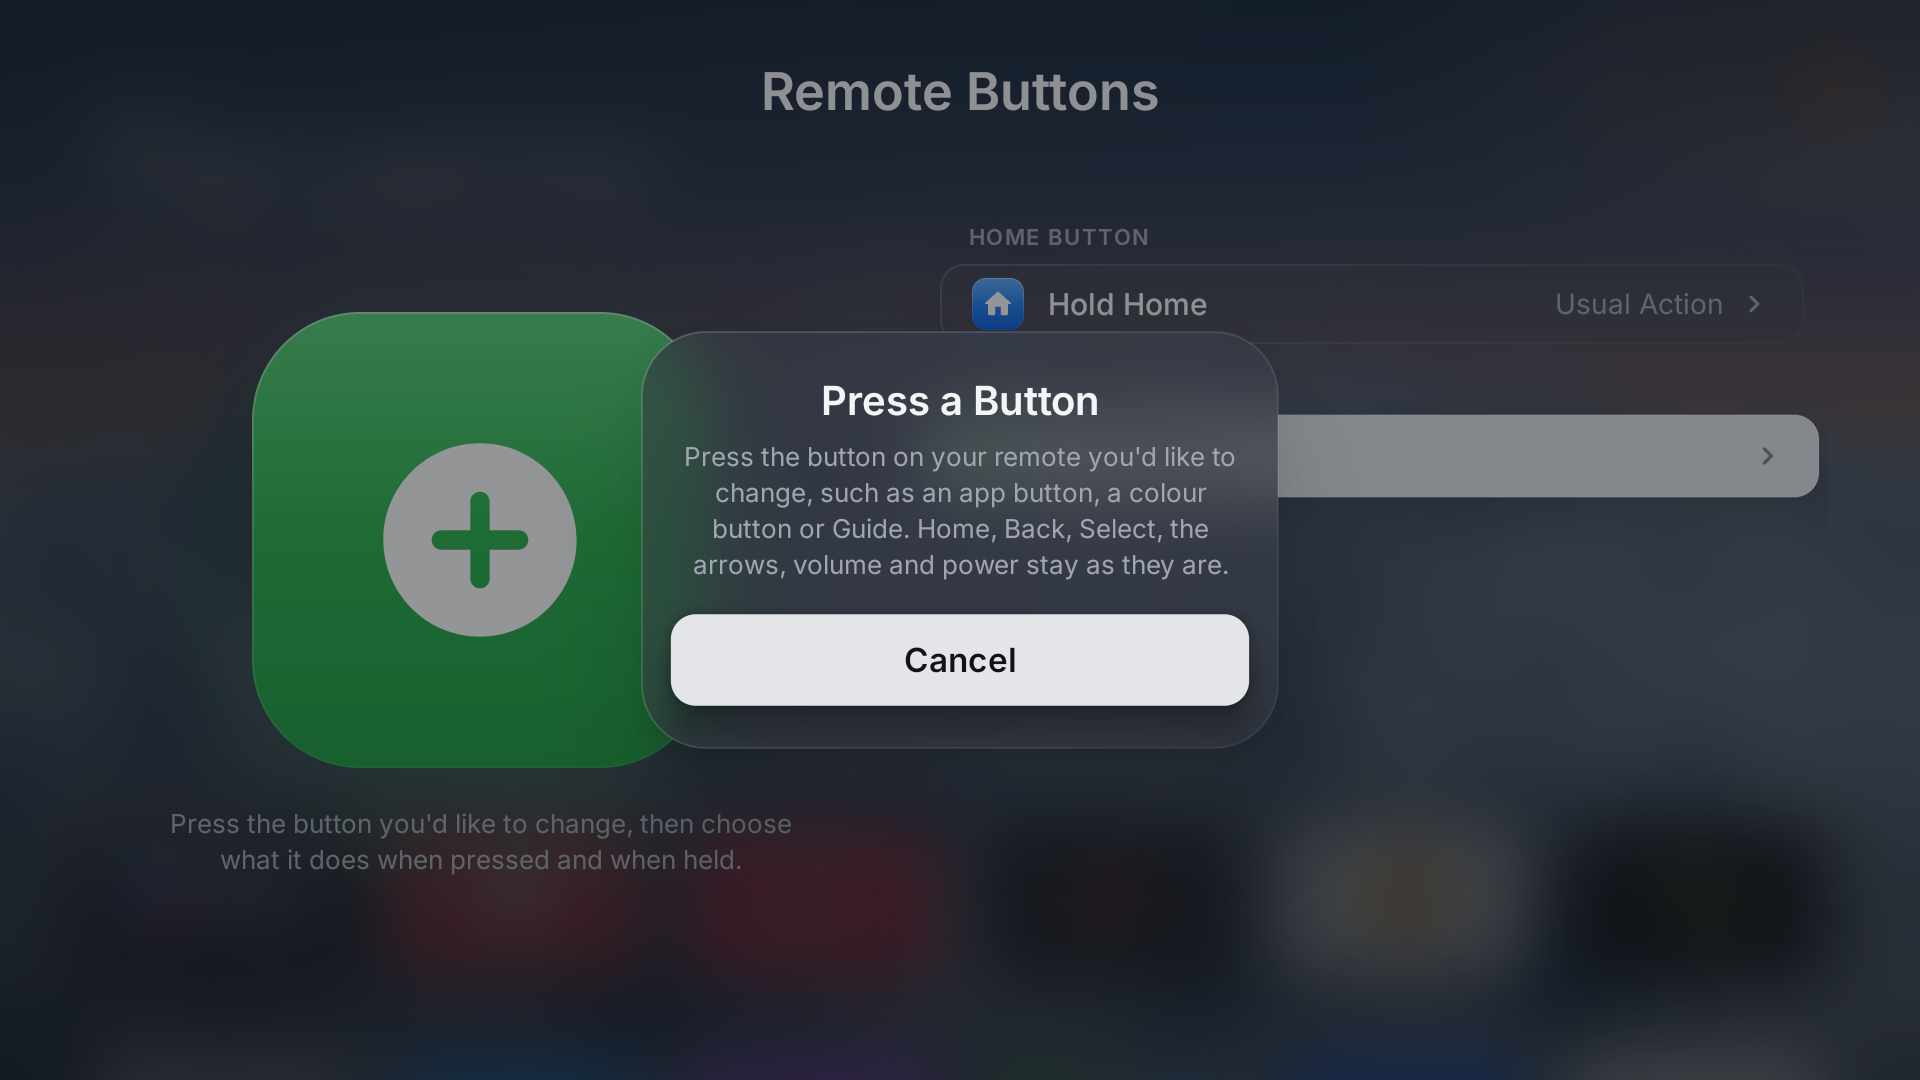 Remote Buttons
HOME BUTTON
Hold Home
Usual Action
Press a Button
Press the button on your remote you'd like to
change, such as an app button, a colour
button or Guide. Home, Back, Select, the
arrows, volume and power stay as they are.
Cancel
Press the button you'd like to change, then choose
what it does when pressed and when held.